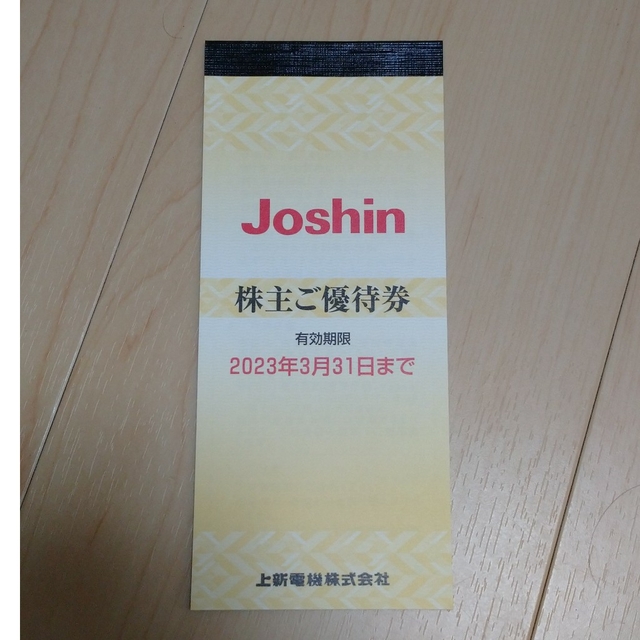 Joshin
株主ご優待券
有効期限
2023年3月31日まで
上新電機株式会社